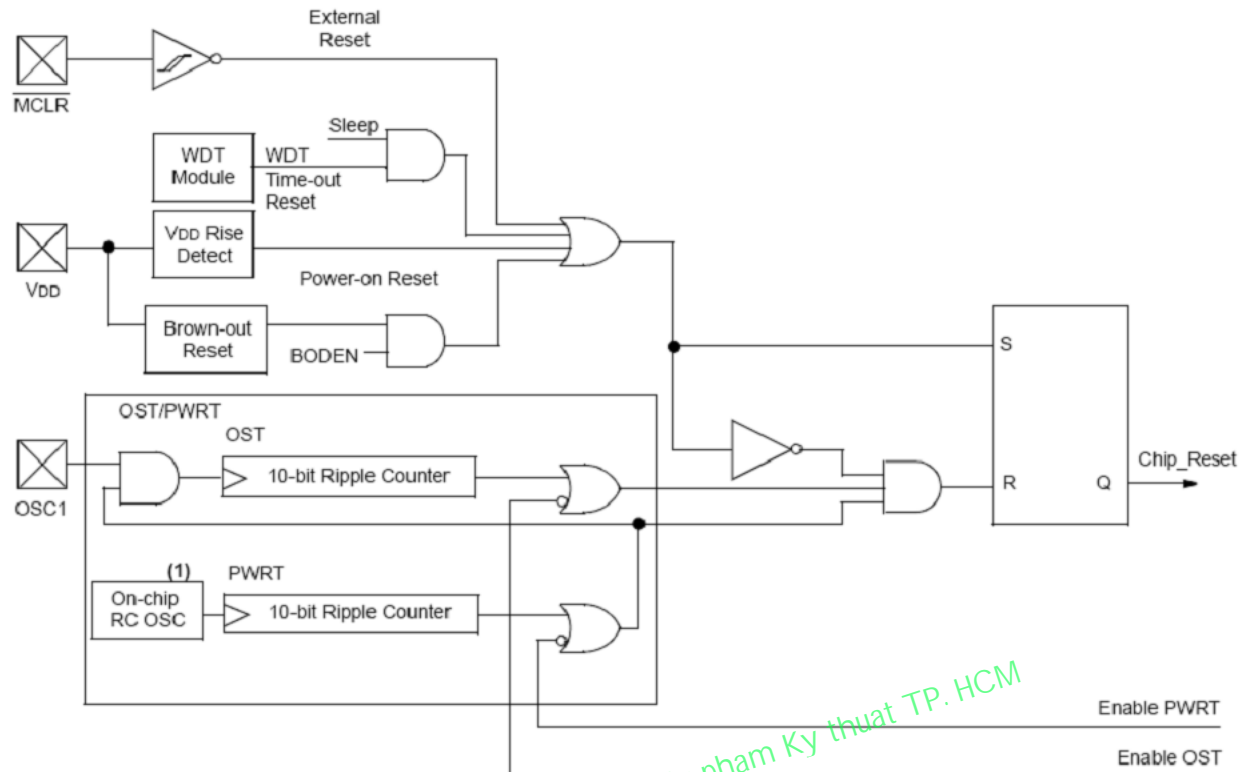 External
Reset
MCLR
Sleep
WDT
Module
WDT
Time-out
Reset
VDD Rise
Detect
VDD
Power-on Reset
Brown-out
Reset
BODEN
S
OST/PWRT
OST
10-bit Ripple Counter
OSC1
Chip_Reset
R
Q
(1)
PWRT
On-chip
RC OSC
10-bit Ripple Counter
pham Ky thuat TP. HCM
Enable PWRT
Enable OST